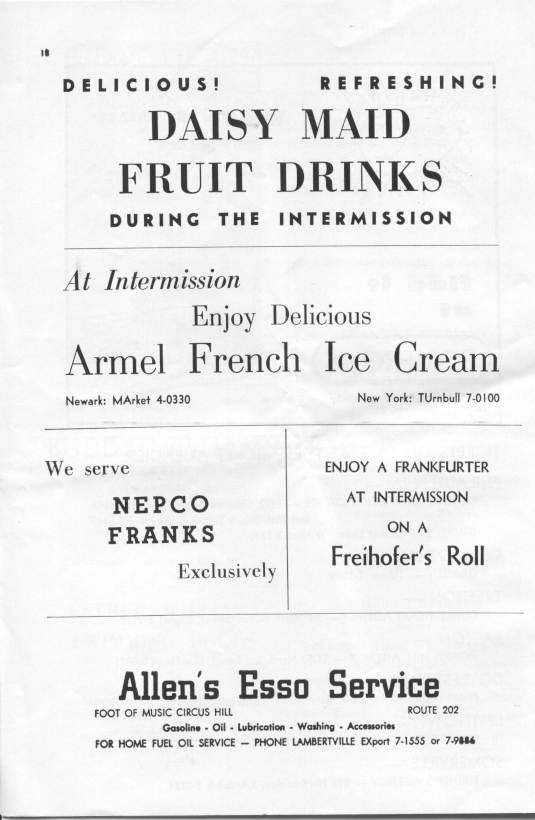 18
DELICIOUS! REFRESHING!
DAISY MAID
FRUIT DRINKS
DURING THE INTERMISSION
At Intermission
Enjoy Delicious
Armel French Ice Cream
Newark: MArket 4-0330 New York: TUrnbull 7-0100
We serve
NEPCO
FRANKS
Exclusively
ENJOY A FRANKFURTER
AT INTERMISSION
ON A
Freihofer's Roll
Allen's Esso Service
FOOT OF MUSIC CIRCUS HILL ROUTE 202
Gasoline - Oil - Lubrication - Washing - Accessories
FOR HOME FUEL OIL SERVICE — PHONE LAMBERTVILLE EXport 7-1555 or 7-9886